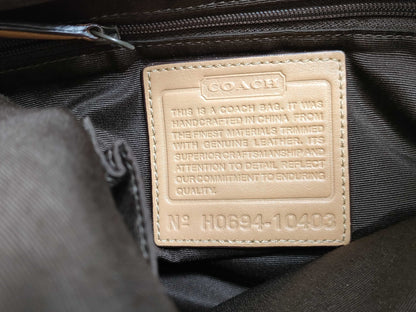 COACH
THIS IS A COACH BAG. IT WAS
HANDCRAFTED IN CHINA FROM
THE FINEST MATERIALS TRIMMED
WITH GENUINE LEATHER. ITS
SUPERIOR CRAFTSMANSHIP AND
ATTENTION TO DETAIL REFLECT
OUR COMMITMENT TO ENDURING
QUALITY.
Nº H0694-10403